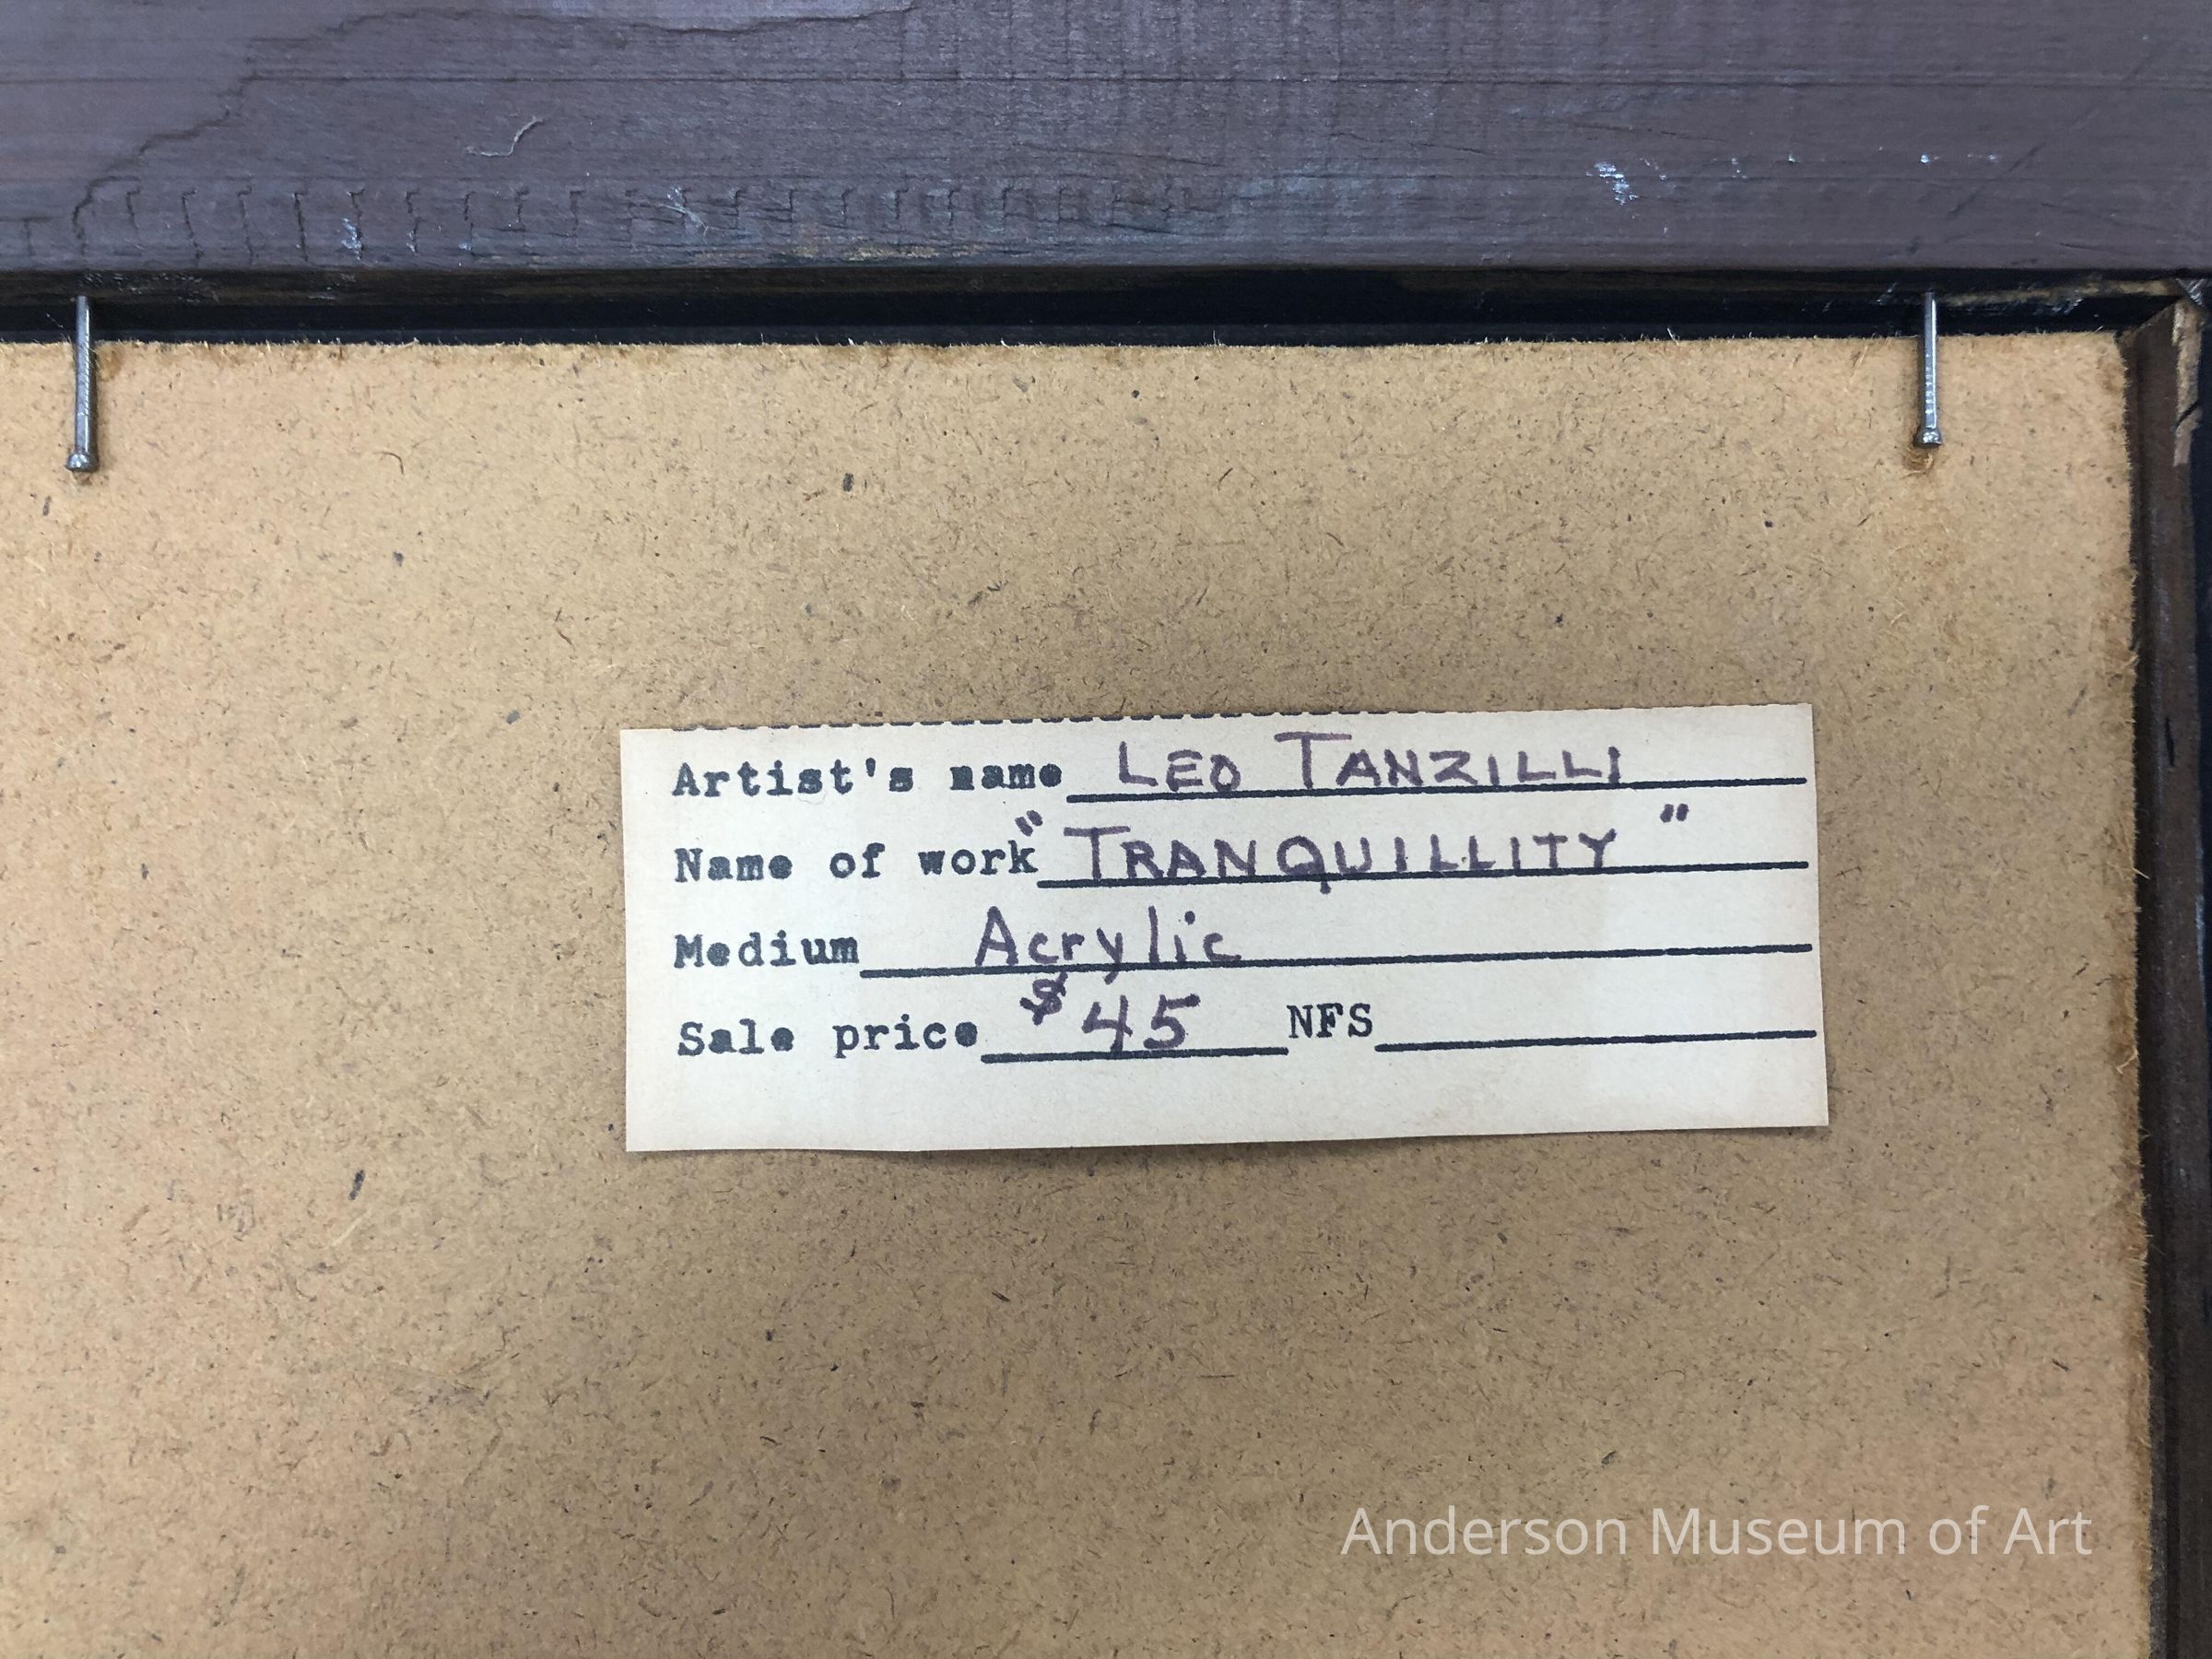 Artist's name LEO TANZILLI
Name of work "TRANQUILLITY"
Medium Acrylic
Sale price $45 NFS
Anderson Museum of Art